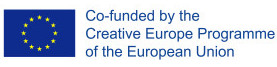 Co-funded by the
Creative Europe Programme
of the European Union